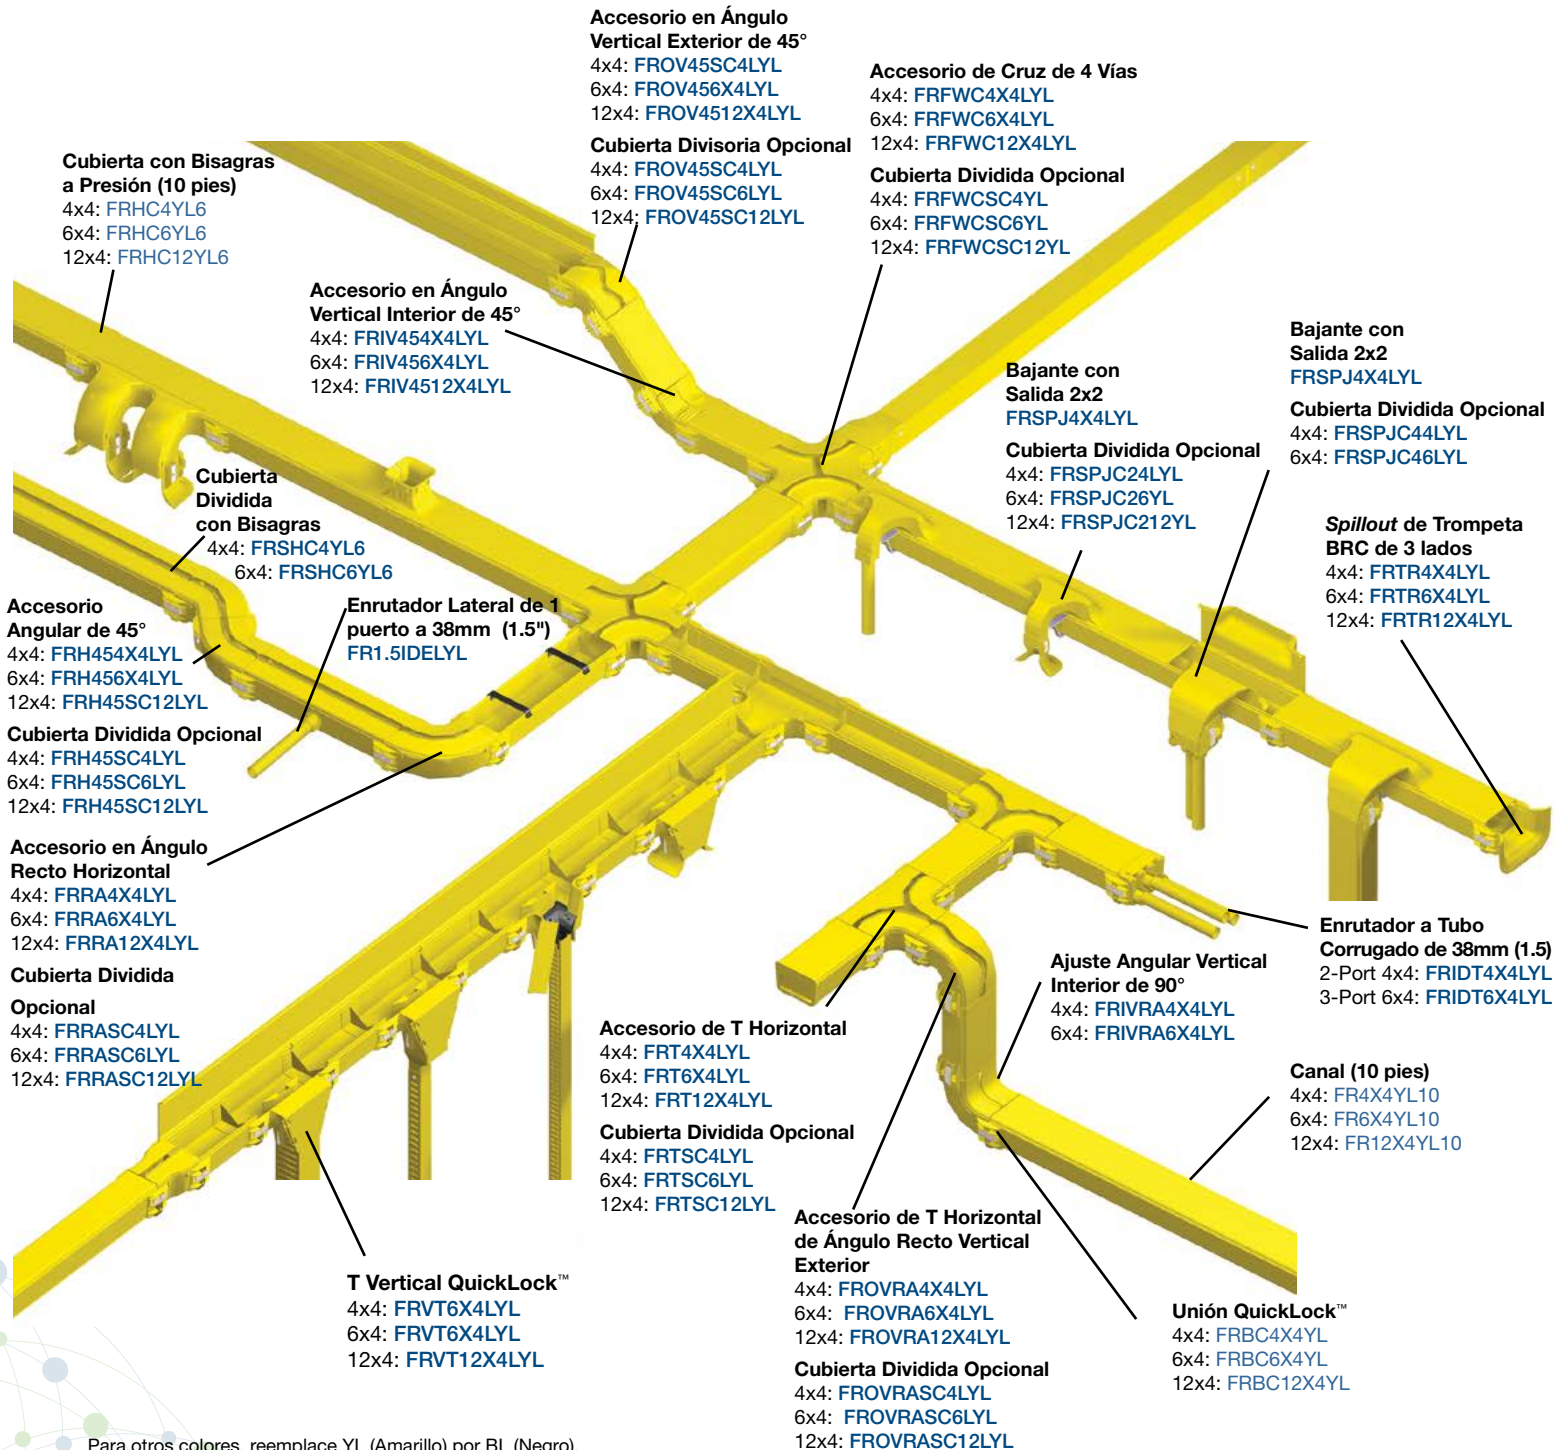 Accesorio en Ángulo
Vertical Exterior de 45°
4x4: FROV45SC4LYL
6x4: FROV456X4LYL
12x4: FROV4512X4LYL
Cubierta Divisoria Opcional
4x4: FROV45SC4LYL
6x4: FROV45SC6LYL
12x4: FROV45SC12LYL
Accesorio de Cruz de 4 Vías
4x4: FRFWC4X4LYL
6x4: FRFWC6X4LYL
12x4: FRFWC12X4LYL
Cubierta Dividida Opcional
4x4: FRFWCSC4YL
6x4: FRFWCSC6YL
12x4: FRFWCSC12YL
Cubierta con Bisagras
a Presión (10 pies)
4x4: FRHC4YL6
6x4: FRHC6YL6
12x4: FRHC12YL6
Accesorio en Ángulo
Vertical Interior de 45°
4x4: FRIV454X4LYL
6x4: FRIV456X4LYL
12x4: FRIV4512X4LYL
Bajante con
Salida 2x2
FRSPJ4X4LYL
Cubierta Dividida Opcional
4x4: FRSPJC24LYL
6x4: FRSPJC26YL
12x4: FRSPJC212YL
Bajante con
Salida 2x2
FRSPJ4X4LYL
Cubierta Dividida Opcional
4x4: FRSPJC44LYL
6x4: FRSPJC46LYL
Spillout de Trompeta
BRC de 3 lados
4x4: FRTR4X4LYL
6x4: FRTR6X4LYL
12x4: FRTR12X4LYL
Cubierta
Dividida
con Bisagras
4x4: FRSHC4YL6
6x4: FRSHC6YL6
Accesorio
Angular de 45°
4x4: FRH454X4LYL
6x4: FRH456X4LYL
12x4: FRH45SC12LYL
Cubierta Dividida Opcional
4x4: FRH45SC4LYL
6x4: FRH45SC6LYL
12x4: FRH45SC12LYL
Enrutador Lateral de 1
puerto a 38mm (1.5")
FR1.5IDELYL
Accesorio en Ángulo
Recto Horizontal
4x4: FRRA4X4LYL
6x4: FRRA6X4LYL
12x4: FRRA12X4LYL
Cubierta Dividida
Opcional
4x4: FRRASC4LYL
6x4: FRRASC6LYL
12x4: FRRASC12LYL
Enrutador a Tubo
Corrugado de 38mm (1.5)
2-Port 4x4: FRIDT4X4LYL
3-Port 6x4: FRIDT6X4LYL
Ajuste Angular Vertical
Interior de 90°
4x4: FRIVRA4X4LYL
6x4: FRIVRA6X4LYL
Accesorio de T Horizontal
4x4: FRT4X4LYL
6x4: FRT6X4LYL
12x4: FRT12X4LYL
Cubierta Dividida Opcional
4x4: FRTSC4LYL
6x4: FRTSC6LYL
12x4: FRTSC12LYL
Canal (10 pies)
4x4: FR4X4YL10
6x4: FR6X4YL10
12x4: FR12X4YL10
Accesorio de T Horizontal
de Ángulo Recto Vertical
Exterior
4x4: FROVRA4X4LYL
6x4: FROVRA6X4LYL
12x4: FROVRA12X4LYL
Cubierta Dividida Opcional
4x4: FROVRASC4LYL
6x4: FROVRASC6LYL
12x4: FROVRASC12LYL
T Vertical QuickLock™
4x4: FRVT6X4LYL
6x4: FRVT6X4LYL
12x4: FRVT12X4LYL
Unión QuickLock™
4x4: FRBC4X4YL
6x4: FRBC6X4YL
12x4: FRBC12X4YL
Para otros colores, reemplace YL (Amarillo) por BL (Negro).